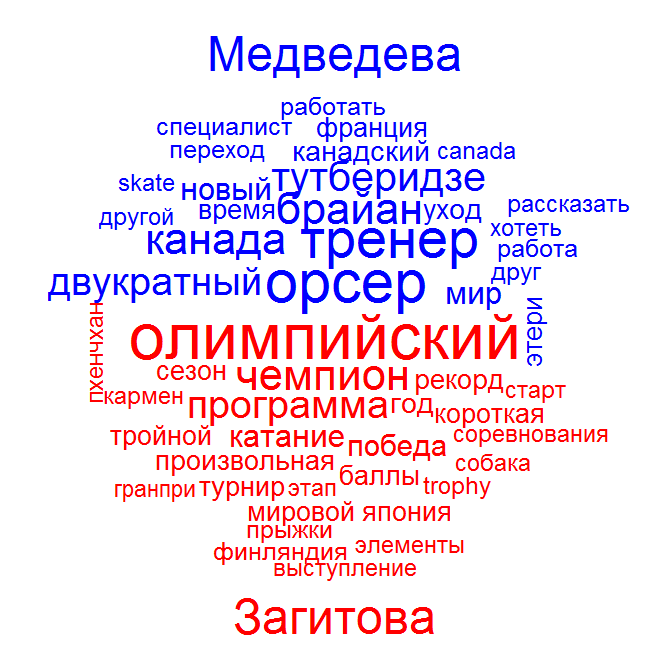 Медведева
работать
специалист франция
переход канадский canada
skate новый тутберидзе
другой время брайан уход рассказать
канада тренер хотеть
работа
двукратный орсер мир друг
этери
олимпийский
пхенчхан
сезон чемпион рекорд старт
кармен программа год короткая
тройной катание победа соревнования
произвольная баллы собака
гранпри турнир этап trophy
мировой япония
прыжки
финляндия элементы
выступление
Загитова